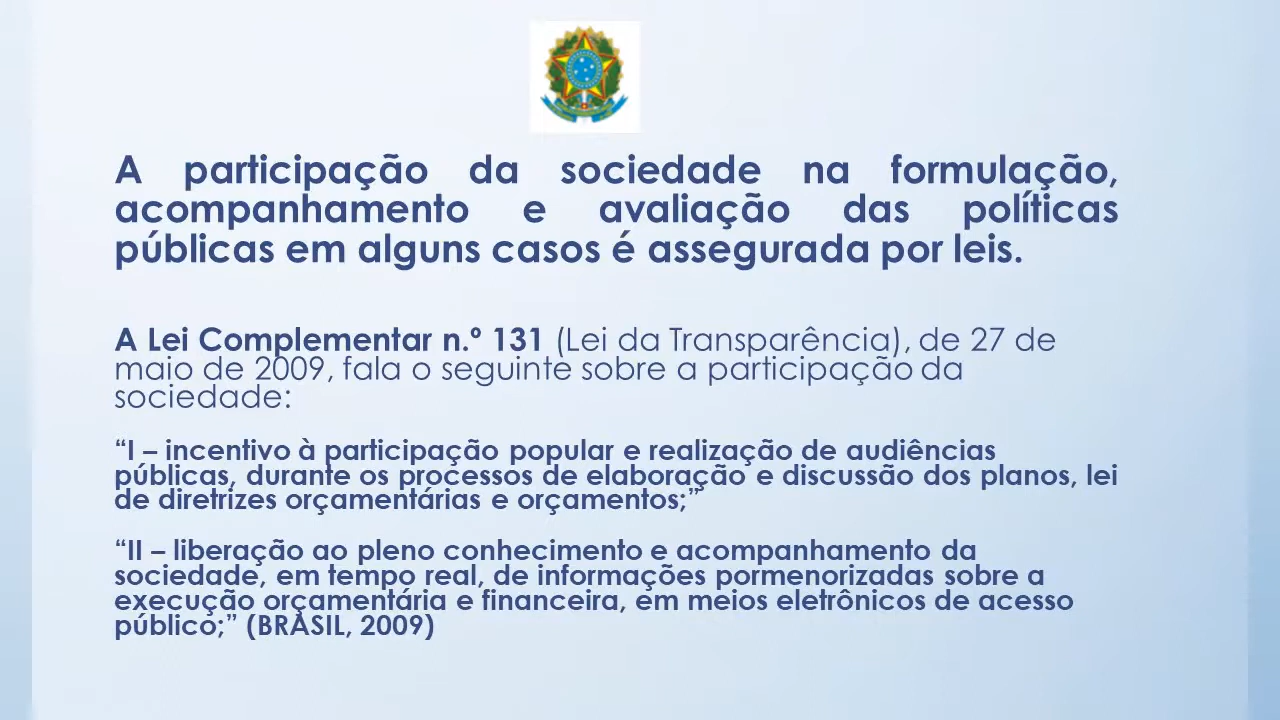 A participação da sociedade na formulação,
acompanhamento e avaliação das políticas
públicas em alguns casos é assegurada por leis.
A Lei Complementar n.º 131 (Lei da Transparência), de 27 de
maio de 2009, fala o seguinte sobre a participação da
sociedade:
“I – incentivo à participação popular e realização de audiências
públicas, durante os processos de elaboração e discussão dos planos, lei
de diretrizes orçamentárias e orçamentos;”
“II – liberação ao pleno conhecimento e acompanhamento da
sociedade, em tempo real, de informações pormenorizadas sobre a
execução orçamentária e financeira, em meios eletrônicos de acesso
público;” (BRASIL, 2009)